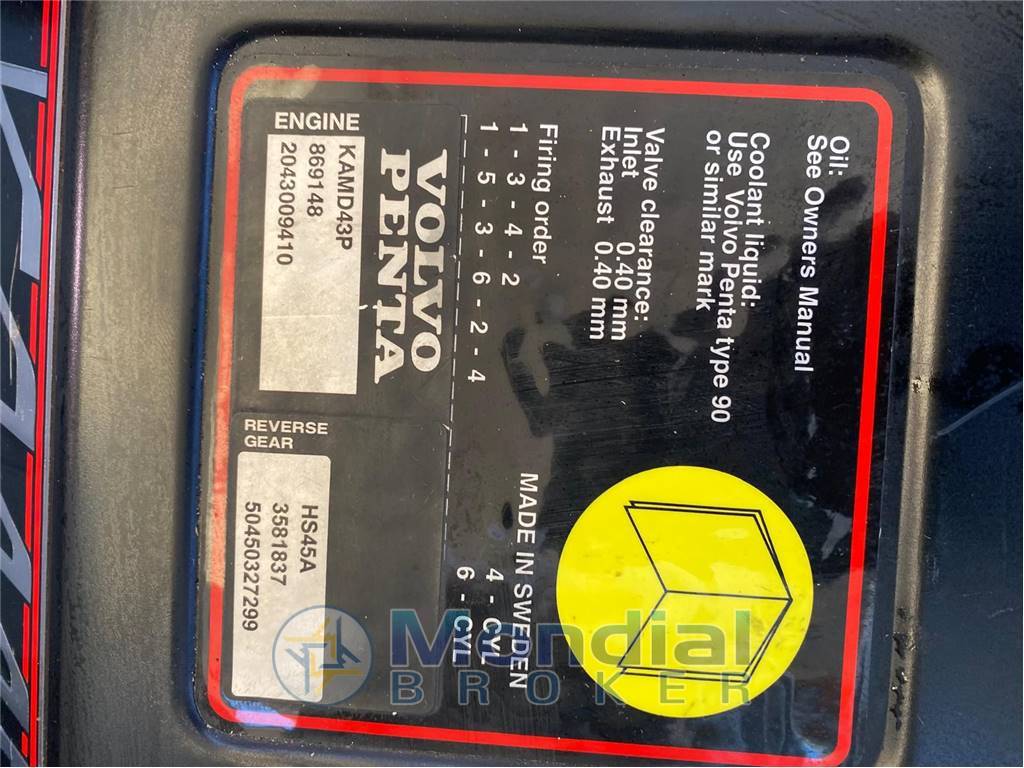 Oil:
See Owners Manual
Coolant liquid:
Use Volvo Penta type 90
or similar mark
Valve clearance:
Inlet 0.40 mm
Exhaust 0.40 mm
Firing order
1 - 3 - 4 - 2 4 - CYL
1 - 5 - 3 - 6 - 2 - 4 6 - CYL
MADE IN SWEDEN
VOLVO
PENTA
ENGINE
KAMD43P
869148
2043009410
REVERSE
GEAR
HS45A
3581837
50450327299
Mondial
BROKER